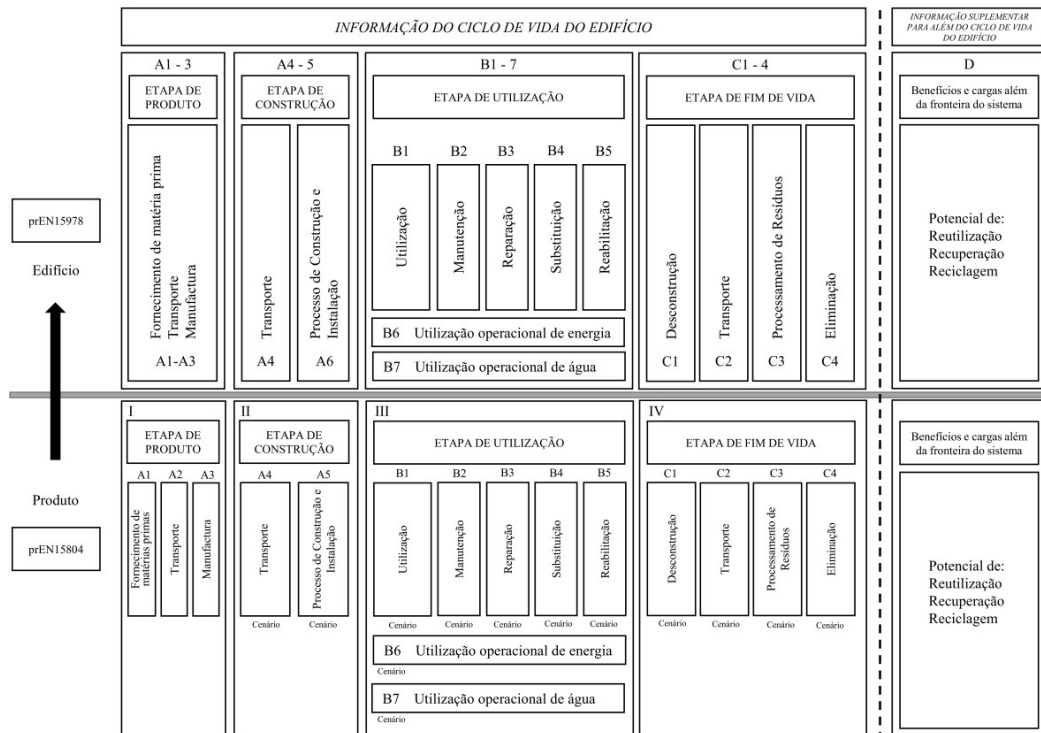 INFORMAÇÃO DO CICLO DE VIDA DO EDIFÍCIO
INFORMAÇÃO SUPLEMENTAR
PARA ALÉM DO CICLO DE VIDA
DO EDIFÍCIO
A1 - 3
A4 - 5
B1 - 7
C1 - 4
D
ETAPA DE
PRODUTO
ETAPA DE
CONSTRUÇÃO
ETAPA DE UTILIZAÇÃO
ETAPA DE FIM DE VIDA
Benefícios e cargas além
da fronteira do sistema
prEN15978
Edifício
Fornecimento de matéria prima
Transporte
Manufactura
A1-A3
Transporte
A4
Processo de Construção e
Instalação
A6
B1
B2
B3
B4
B5
Utilização
Manutenção
Reparação
Substituição
Reabilitação
B6 Utilização operacional de energia
B7 Utilização operacional de água
Desconstrução
C1
Transporte
C2
Processamento de Resíduos
C3
Eliminação
C4
Potencial de:
Reutilização
Recuperação
Reciclagem
Produto
prEN15804
I
II
III
IV
ETAPA DE
PRODUTO
ETAPA DE
CONSTRUÇÃO
ETAPA DE UTILIZAÇÃO
ETAPA DE FIM DE VIDA
Benefícios e cargas além
da fronteira do sistema
A1
A2
A3
Fornecimento de
matérias primas
Transporte
Manufactura
A4
A5
Transporte
Processo de Construção e
Instalação
Cenário
Cenário
B1
B2
B3
B4
B5
Utilização
Manutenção
Reparação
Substituição
Reabilitação
Cenário
Cenário
Cenário
Cenário
Cenário
B6 Utilização operacional de energia
Cenário
B7 Utilização operacional de água
Cenário
C1
C2
C3
C4
Desconstrução
Transporte
Processamento de
Resíduos
Eliminação
Cenário
Cenário
Cenário
Cenário
Potencial de:
Reutilização
Recuperação
Reciclagem